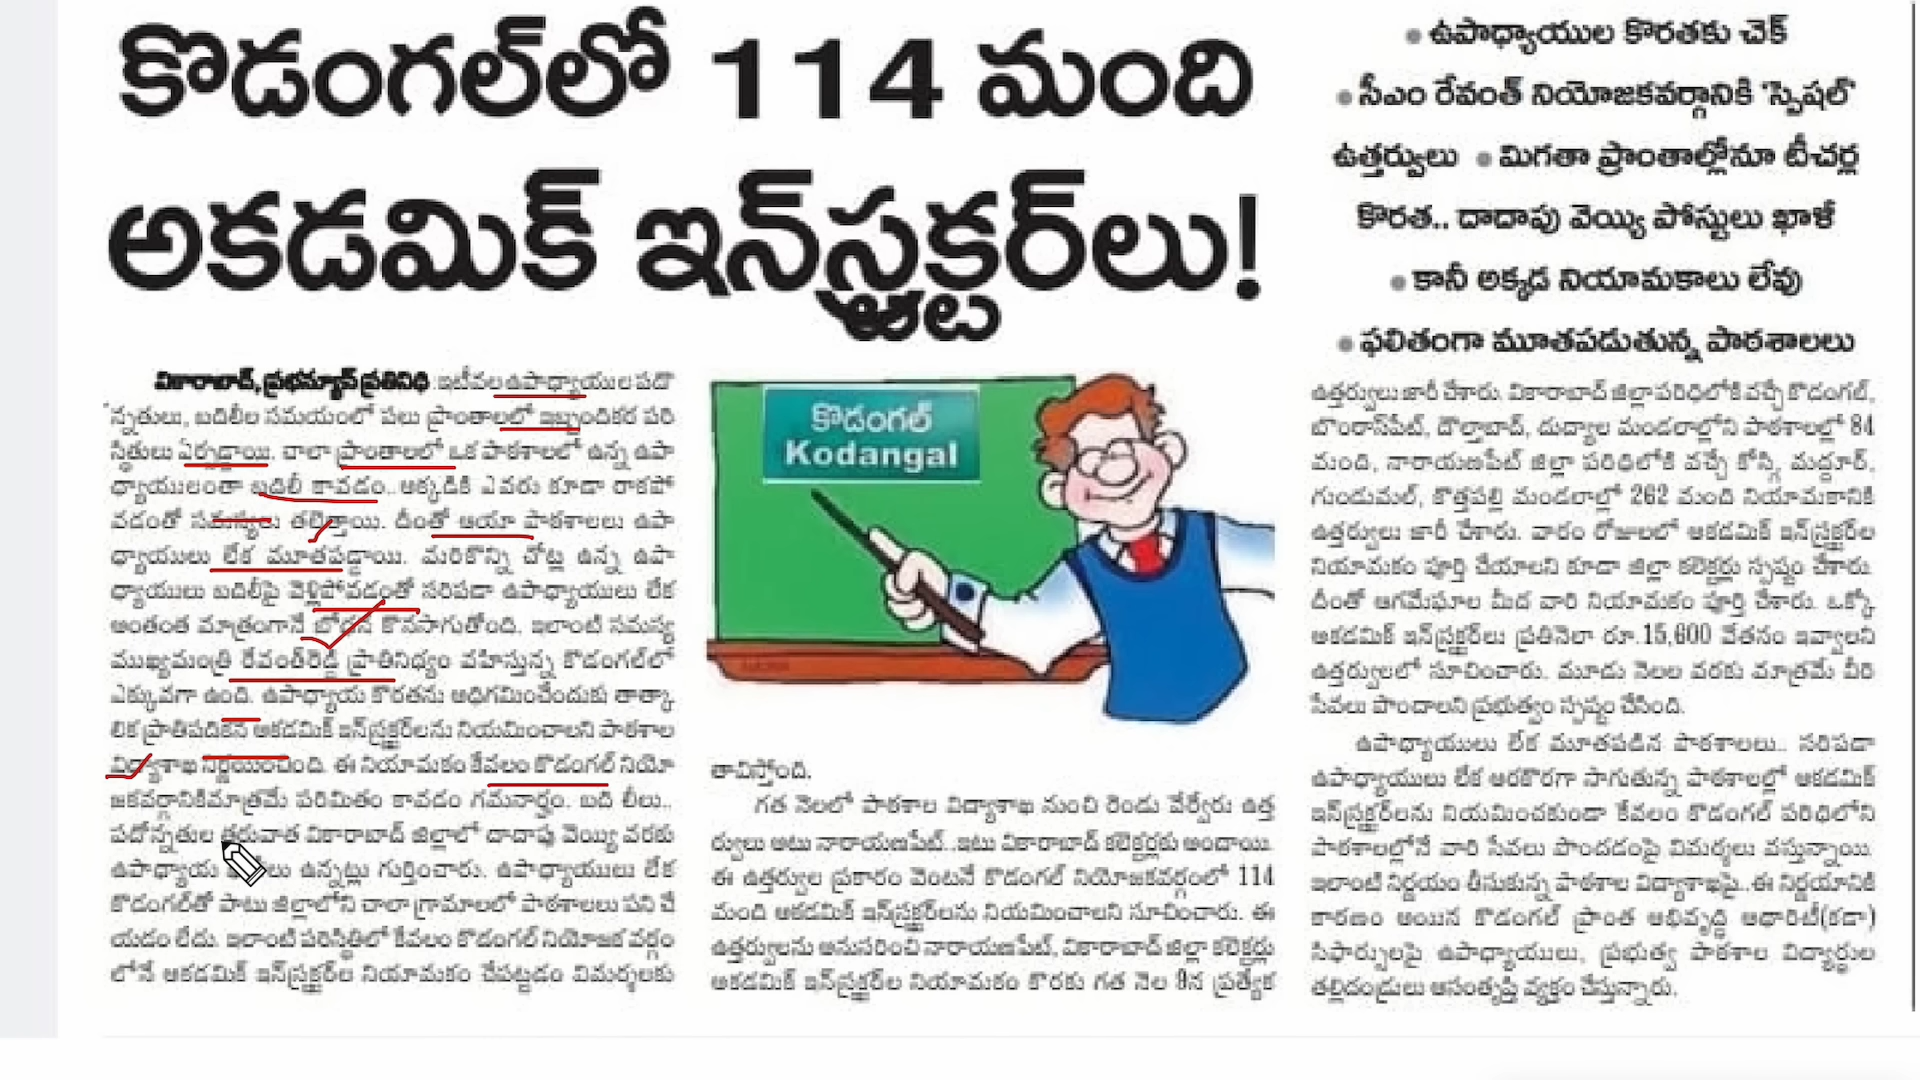 కొడంగల్‌లో 114 మంది
అకడమిక్ ఇన్‌స్ట్రక్టర్‌లు!
• ఉపాధ్యాయుల కొరతకు చెక్
• సీఎం రేవంత్ నియోజకవర్గానికి 'స్పెషల్'
ఉత్తర్వులు • మిగతా ప్రాంతాల్లోనూ టీచర్ల
కొరత.. దాదాపు వెయ్యి పోస్టులు ఖాళీ
• కానీ అక్కడ నియామకాలు లేవు
• ఫలితంగా మూతపడుతున్న పాఠశాలలు
వికారాబాద్, ప్రభన్యూస్ ప్రతినిధి: ఇటీవల ఉపాధ్యాయుల పదో
న్నతులు, బదిలీల సమయంలో పలు ప్రాంతాలలో ఇబ్బందికర పరి
స్థితులు ఏర్పడ్డాయి. చాలా ప్రాంతాలలో ఒక పాఠశాలలో ఉన్న ఉపా
ధ్యాయులంతా బదిలీ కావడం.. అక్కడికి ఎవరు కూడా రాకపో
వడంతో సమస్యలు తలెత్తాయి. దీంతో ఆయా పాఠశాలలు ఉపా
ధ్యాయులు లేక మూతపడ్డాయి. మరికొన్ని చోట్ల ఉన్న ఉపా
ధ్యాయులు బదిలీపై వెళ్లిపోవడంతో సరిపడా ఉపాధ్యాయులు లేక
అంతంత మాత్రంగానే బోధన కొనసాగుతోంది. ఇలాంటి సమస్య
ముఖ్యమంత్రి రేవంత్‌రెడ్డి ప్రాతినిధ్యం వహిస్తున్న కొడంగల్‌లో
ఎక్కువగా ఉంది. ఉపాధ్యాయ కొరతను అధిగమించేందుకు తాత్కా
లిక ప్రాతిపదికన అకడమిక్ ఇన్‌స్ట్రక్టర్‌లను నియమించాలని పాఠశాల
విద్యాశాఖ నిర్ణయించింది. ఈ నియామకం కేవలం కొడంగల్ నియో
జకవర్గానికిమాత్రమే పరిమితం కావడం గమనార్హం. బది లీలు..
పదోన్నతుల తరువాత వికారాబాద్ జిల్లాలో దాదాపు వెయ్యి వరకు
ఉపాధ్యాయ లు ఉన్నట్లు గుర్తించారు. ఉపాధ్యాయులు లేక
కొడంగల్‌తో పాటు జిల్లాలోని చాలా గ్రామాలలో పాఠశాలలు పని చే
యడం లేదు. ఇలాంటి పరిస్థితిలో కేవలం కొడంగల్ నియోజక వర్గం
లోనే అకడమిక్ ఇన్‌స్ట్రక్టర్‌ల నియామకం చేపట్టడం విమర్శలకు
కొడంగల్
Kodangal
తావిస్తోంది.
గత నెలలో పాఠశాల విద్యాశాఖ నుంచి రెండు వేర్వేరు ఉత్త
ర్వులు అటు నారాయణపేట్..ఇటు వికారాబాద్ కలెక్టర్లకు అందాయి.
ఈ ఉత్తర్వుల ప్రకారం వెంటనే కొడంగల్ నియోజకవర్గంలో 114
మంది అకడమిక్ ఇన్‌స్ట్రక్టర్‌లను నియమించాలని సూచించారు. ఈ
ఉత్తర్వులను అనుసరించి నారాయణపేట్, వికారాబాద్ జిల్లా కలెక్టర్లు
అకడమిక్ ఇన్‌స్ట్రక్టర్‌ల నియామకం కొరకు గత నెల 9న ప్రత్యేక
ఉత్తర్వులు జారీ చేశారు. వికారాబాద్ జిల్లా పరిధిలోకి వచ్చే కొడంగల్,
బొంరాస్‌పేట్, దౌల్తాబాద్, దుద్యాల మండలాల్లోని పాఠశాలల్లో 84
మంది, నారాయణపేట్ జిల్లా పరిధిలోకి వచ్చే కోస్గి, మద్దూర్,
గుండుమల్, కొత్తపల్లి మండలాల్లో 262 మంది నియామకానికి
ఉత్తర్వులు జారీ చేశారు. వారం రోజులలో అకడమిక్ ఇన్‌స్ట్రక్టర్‌ల
నియామకం పూర్తి చేయాలని కూడా జిల్లా కలెక్టర్లు స్పష్టం చేశారు.
దీంతో ఆగమేఘాల మీద వారి నియామకం పూర్తి చేశారు. ఒక్కో
అకడమిక్ ఇన్‌స్ట్రక్టర్‌లు ప్రతినెలా రూ.15,600 వేతనం ఇవ్వాలని
ఉత్తర్వులలో సూచించారు. మూడు నెలల వరకు మాత్రమే వీరి
సేవలు పొందాలని ప్రభుత్వం స్పష్టం చేసింది.
ఉపాధ్యాయులు లేక మూతపడిన పాఠశాలలు.. సరిపడా
ఉపాధ్యాయులు లేక అరకొరగా సాగుతున్న పాఠశాలల్లో అకడమిక్
ఇన్‌స్ట్రక్టర్‌లను నియమించకుండా కేవలం కొడంగల్ పరిధిలోని
పాఠశాలల్లోనే వారి సేవలు పొందడంపై విమర్శలు వస్తున్నాయి.
ఇలాంటి నిర్ణయం తీసుకున్న పాఠశాల విద్యాశాఖపై..ఈ నిర్ణయానికి
కారణం అయిన కొడంగల్ ప్రాంత అభివృద్ధి అథారిటీ(కడా)
సిఫార్సులపై ఉపాధ్యాయులు, ప్రభుత్వ పాఠశాల విద్యార్థుల
తల్లిదండ్రులు అసంతృప్తి వ్యక్తం చేస్తున్నారు.